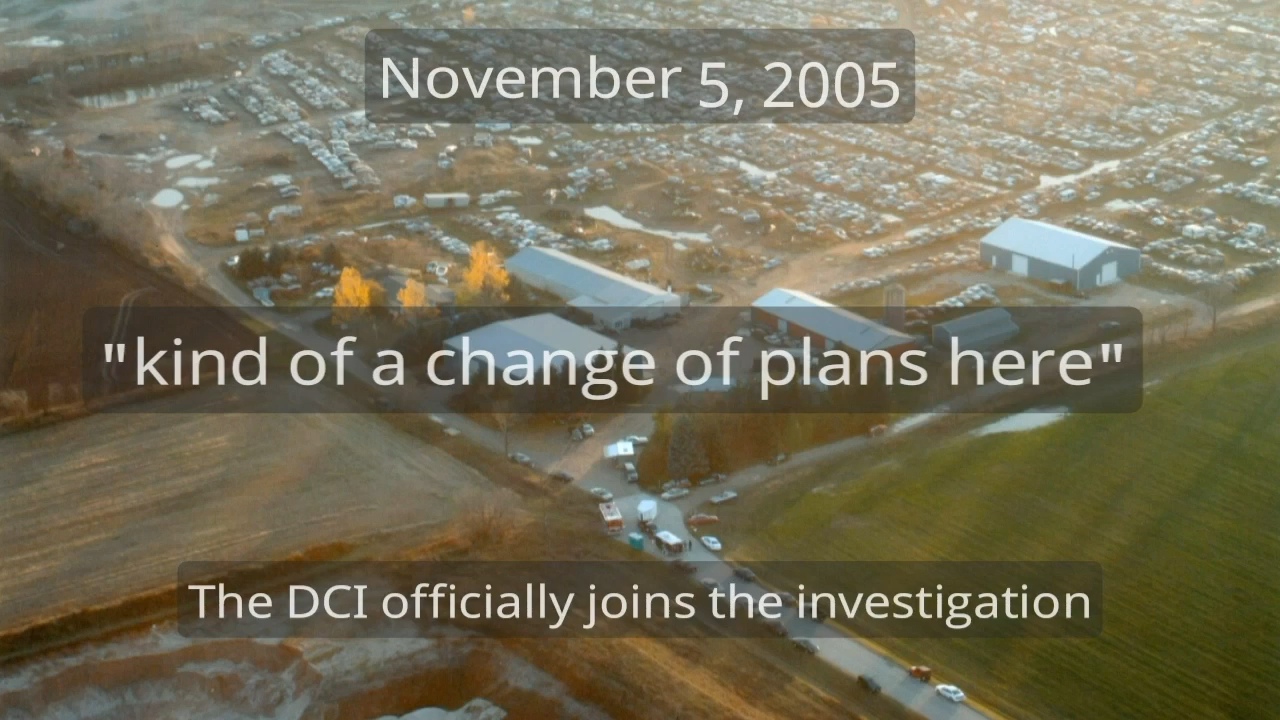 November 5, 2005
"kind of a change of plans here"
The DCI officially joins the investigation